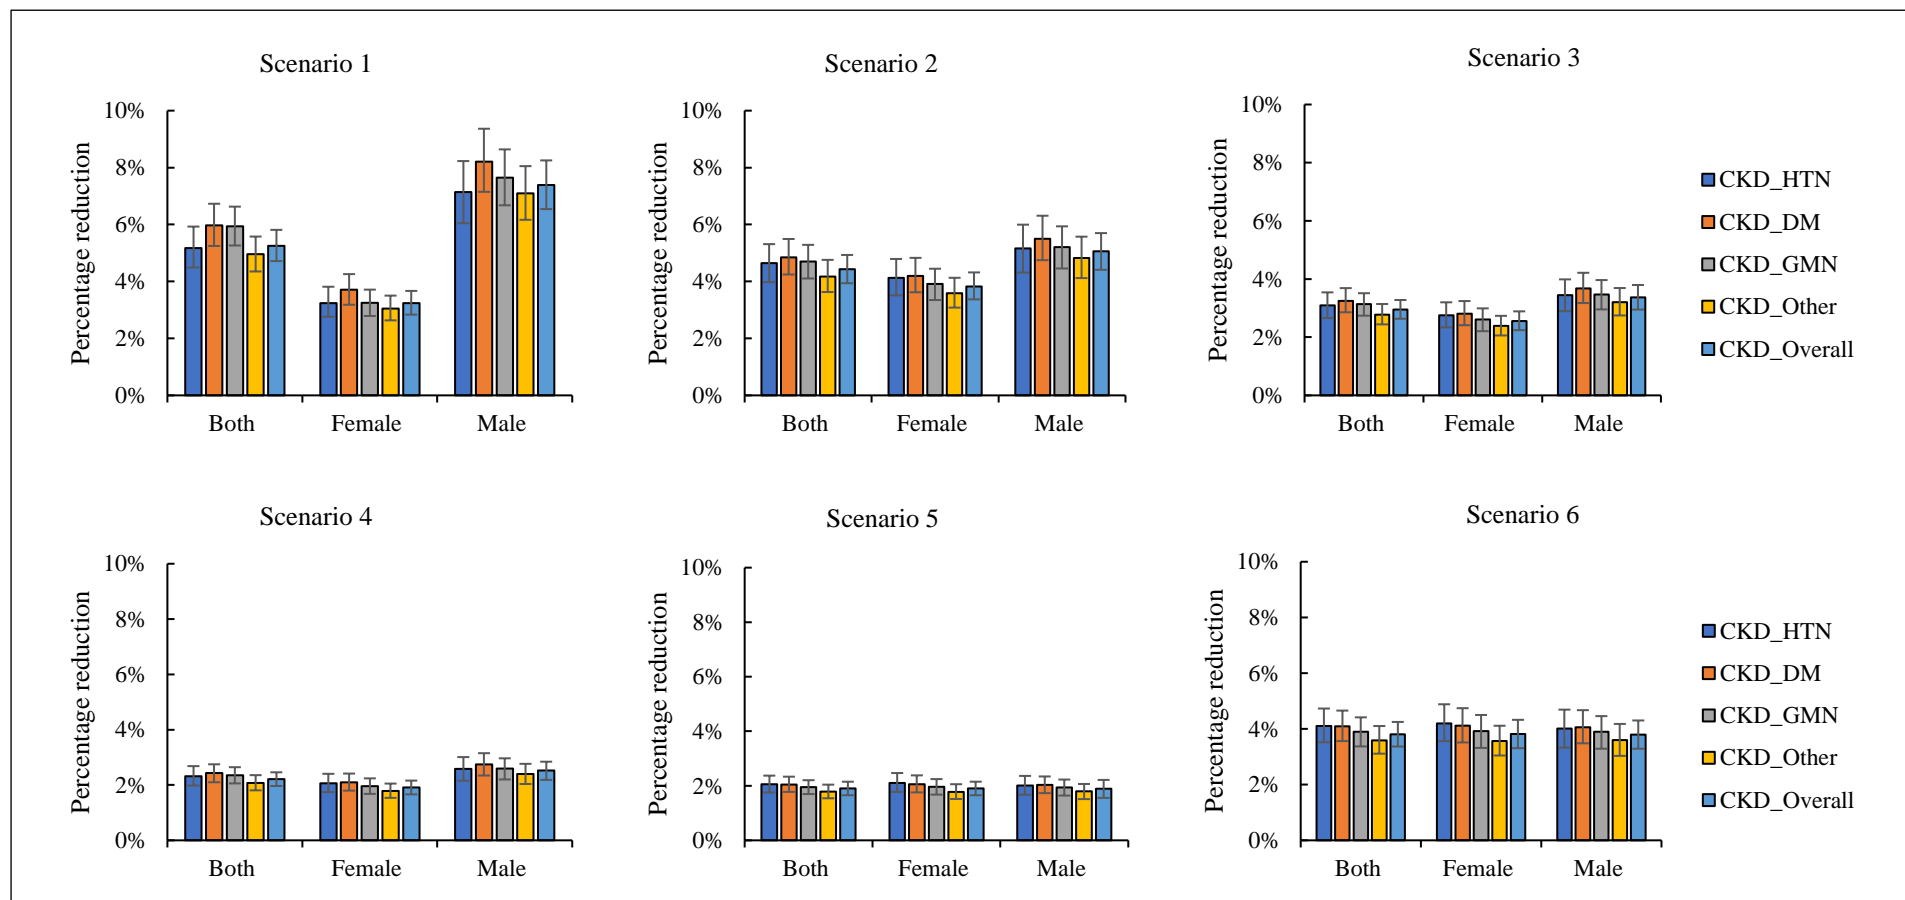 Scenario 1
Percentage reduction
10%
8%
6%
4%
2%
0%
Both Female Male
Scenario 2
Percentage reduction
10%
8%
6%
4%
2%
0%
Both Female Male
Scenario 3
Percentage reduction
10%
8%
6%
4%
2%
0%
Both Female Male
CKD_HTN
CKD_DM
CKD_GMN
CKD_Other
CKD_Overall
Scenario 4
Percentage reduction
10%
8%
6%
4%
2%
0%
Both Female Male
Scenario 5
Percentage reduction
10%
8%
6%
4%
2%
0%
Both Female Male
Scenario 6
Percentage reduction
10%
8%
6%
4%
2%
0%
Both Female Male
CKD_HTN
CKD_DM
CKD_GMN
CKD_Other
CKD_Overall